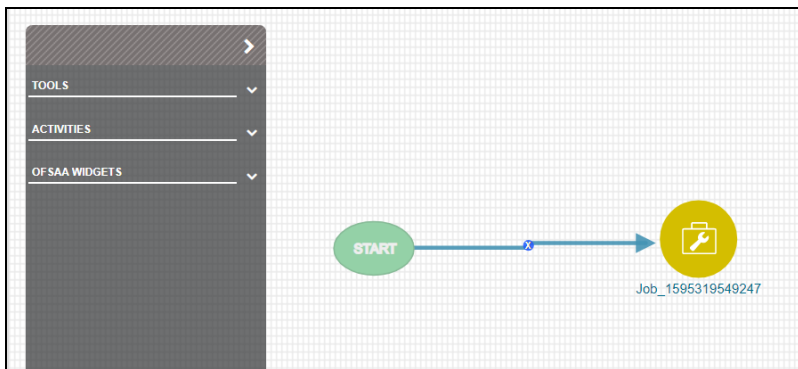 TOOLS
ACTIVITIES
OFSAA WIDGETS
START
X
Job_1595319549247